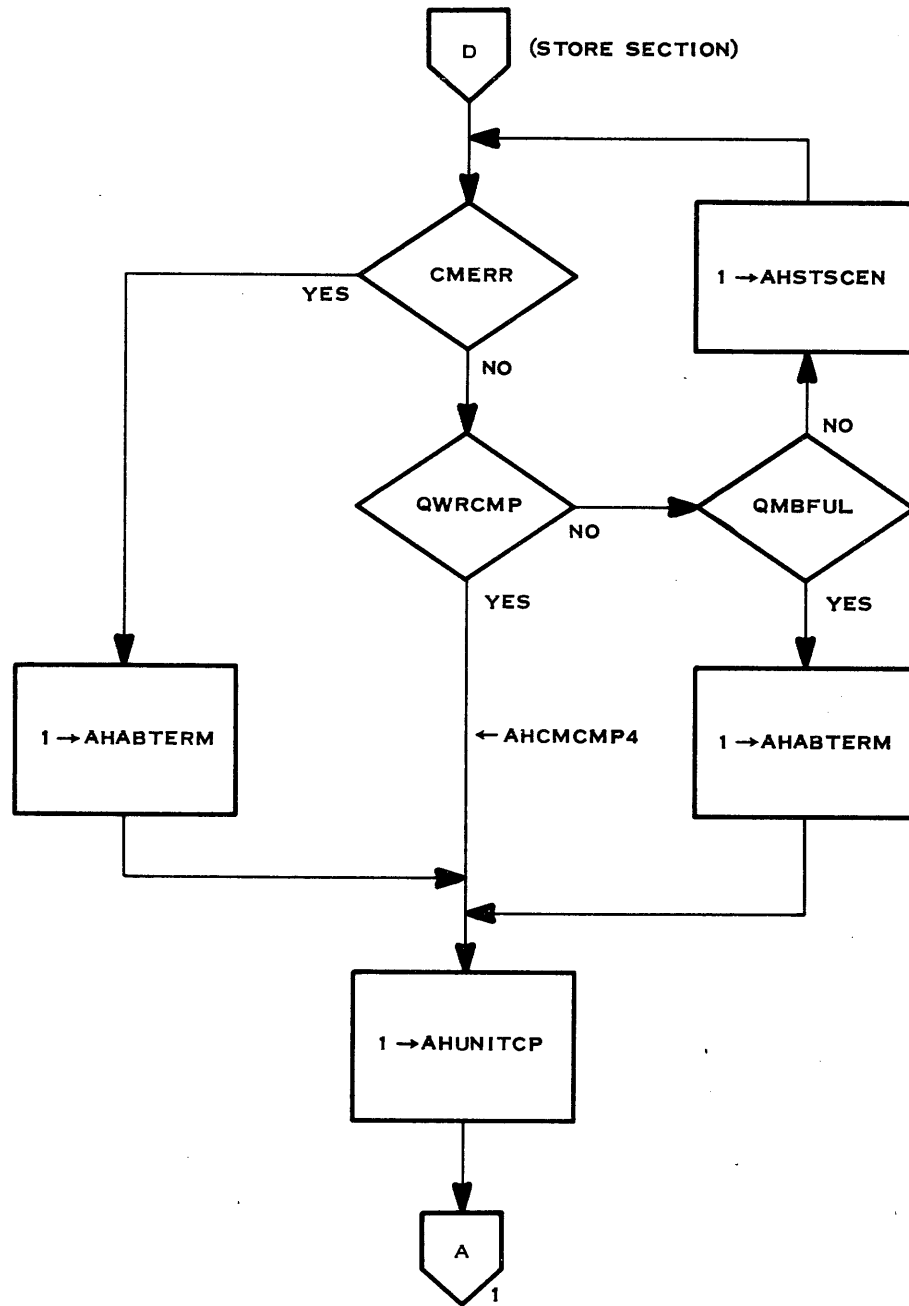 D (STORE SECTION)
CMERR
YES
NO
1→AHSTSCEN
QWRCMP
NO
YES
QMBFUL
NO
YES
1→AHABTERM
←AHCMCMP4
1→AHABTERM
1→AHUNITCP
A
1